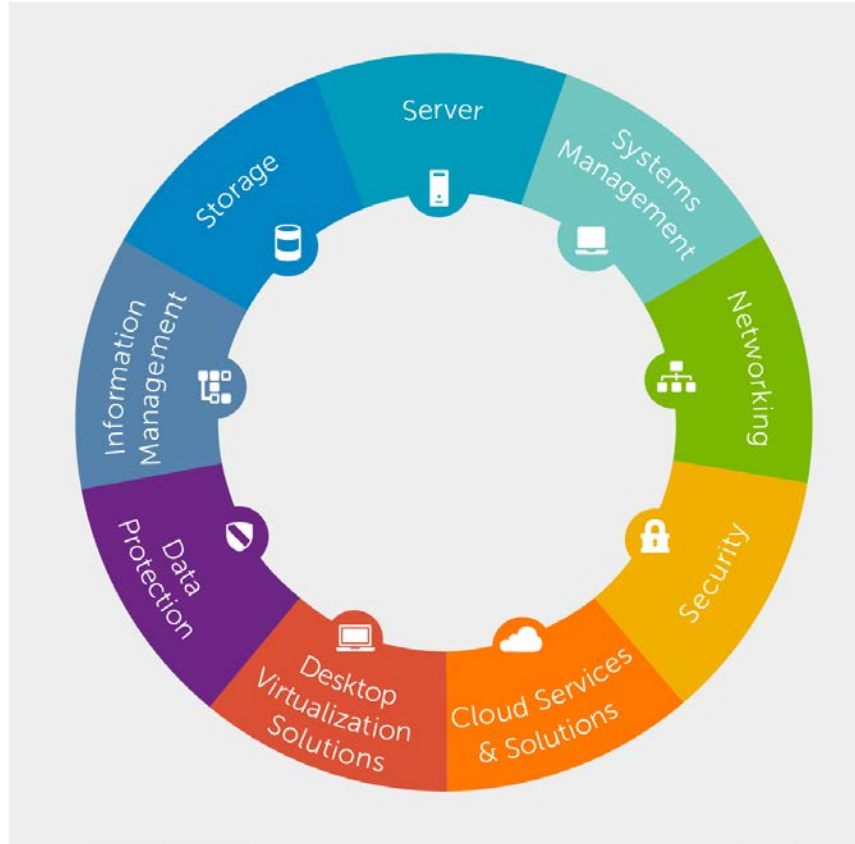 Server
Systems
Management
Networking
Security
Cloud Services
& Solutions
Desktop
Virtualization
Solutions
Data
Protection
Information
Management
Storage